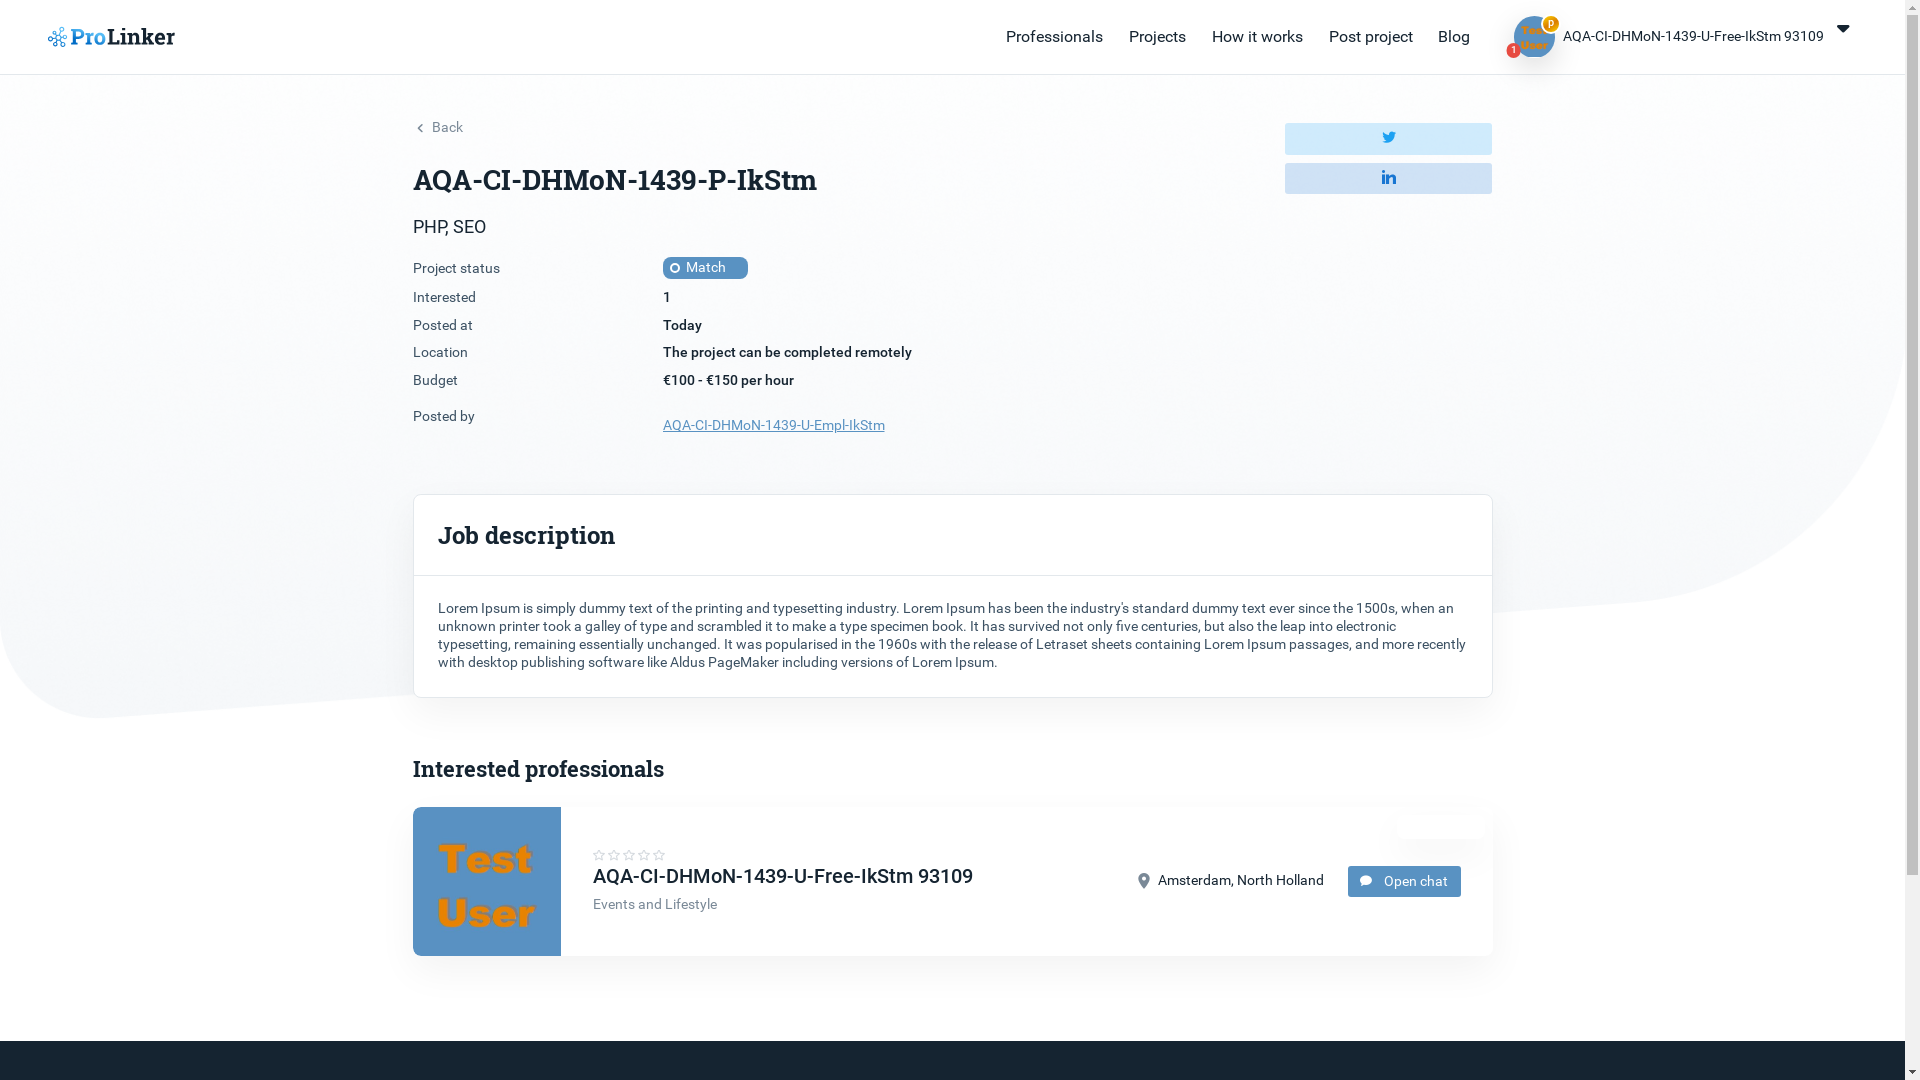 ProLinker
Professionals
Projects
How it works
Post project
Blog
Test
User
p
1
AQA-CI-DHMoN-1439-U-Free-IkStm 93109
Back
AQA-CI-DHMoN-1439-P-IkStm
PHP, SEO
Project status
Match
Interested
1
Posted at
Today
Location
The project can be completed remotely
Budget
€100 - €150 per hour
Posted by
AQA-CI-DHMoN-1439-U-Empl-IkStm
in
Job description
Lorem Ipsum is simply dummy text of the printing and typesetting industry. Lorem Ipsum has been the industry's standard dummy text ever since the 1500s, when an
unknown printer took a galley of type and scrambled it to make a type specimen book. It has survived not only five centuries, but also the leap into electronic
typesetting, remaining essentially unchanged. It was popularised in the 1960s with the release of Letraset sheets containing Lorem Ipsum passages, and more recently
with desktop publishing software like Aldus PageMaker including versions of Lorem Ipsum.
Interested professionals
Test
User
AQA-CI-DHMoN-1439-U-Free-IkStm 93109
Events and Lifestyle
Amsterdam, North Holland
Open chat